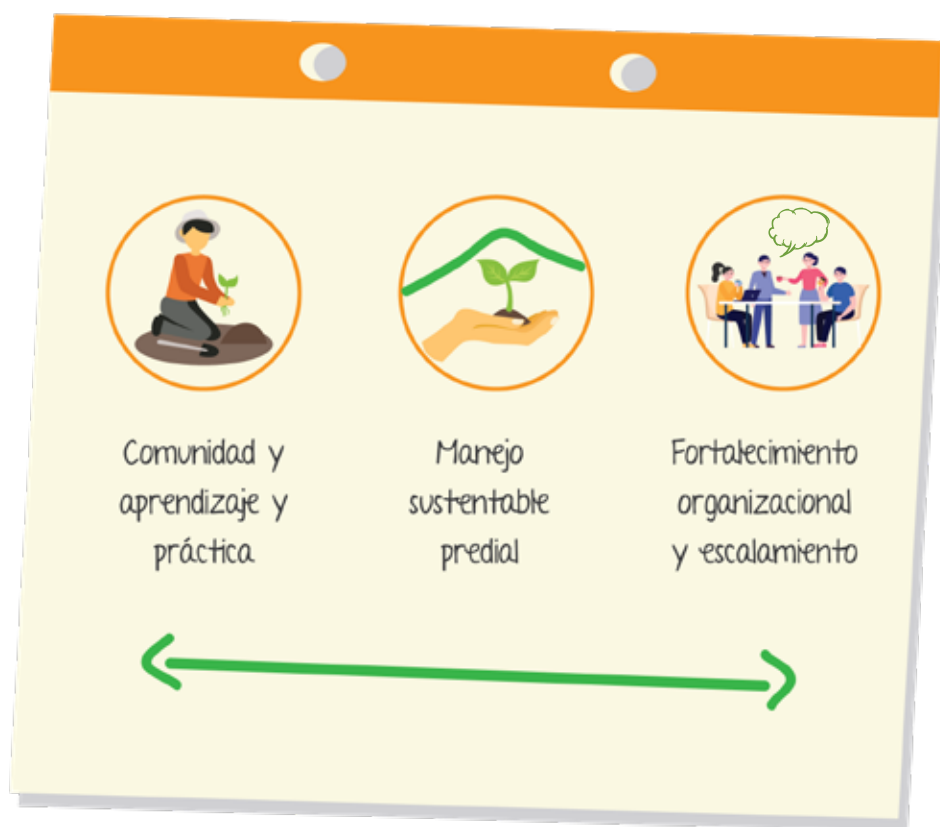 Comunidad y
aprendizaje y
práctica
Manejo
sustentable
predial
Fortalecimiento
organizacional
y escalamiento